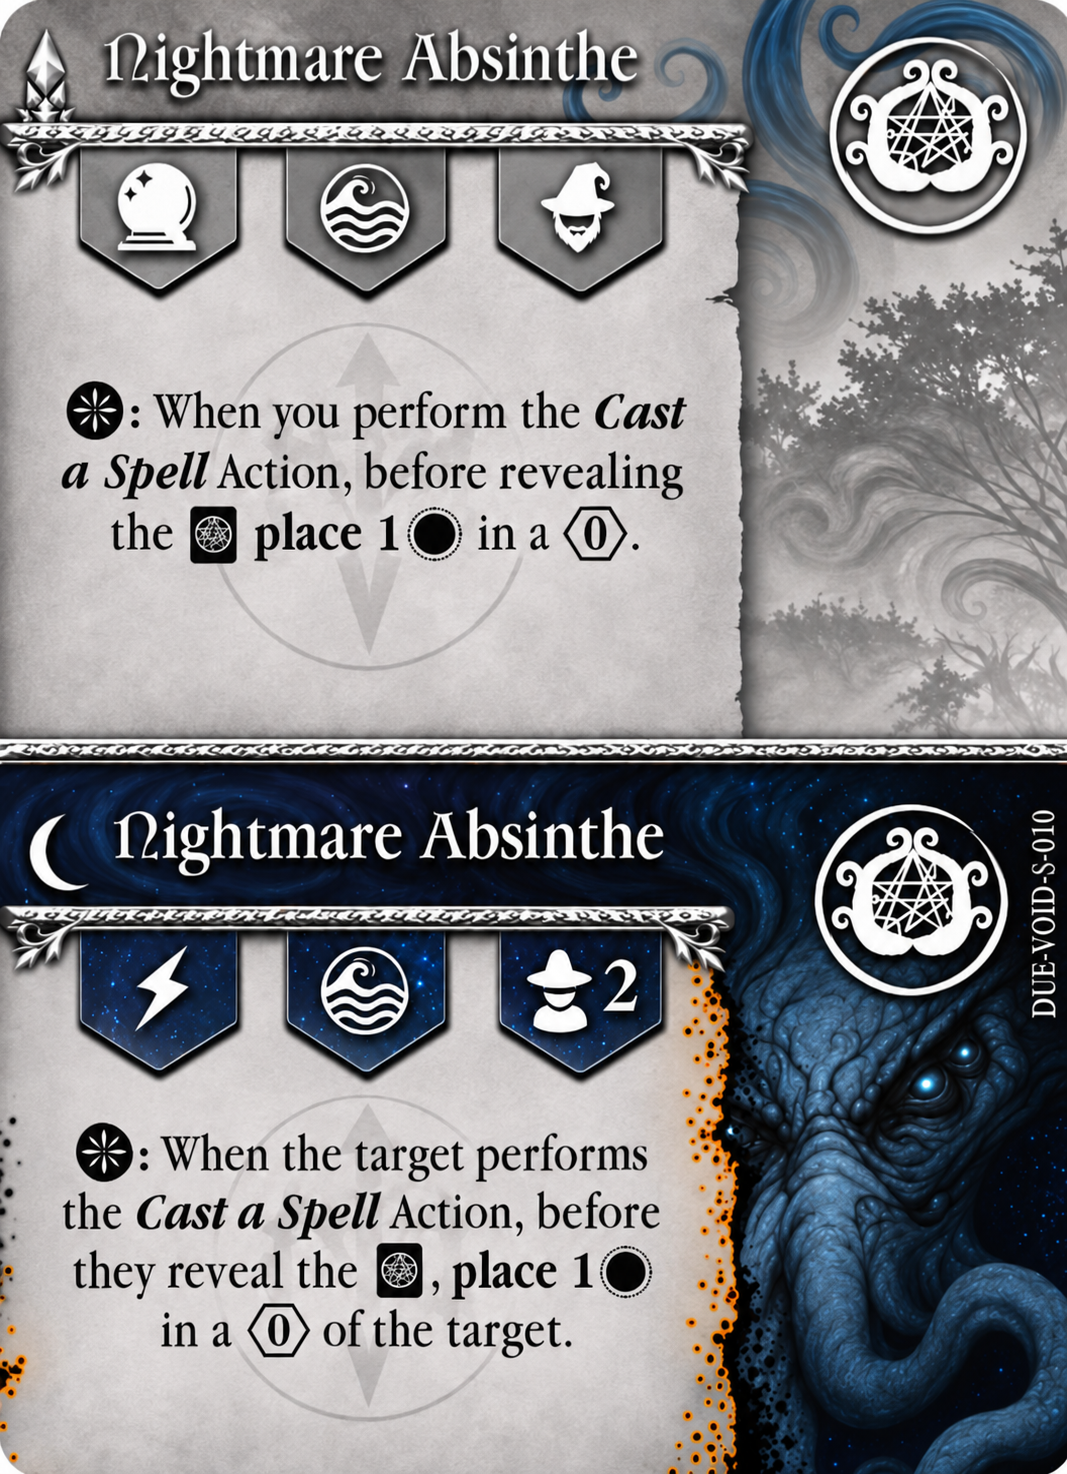 Nightmare Absinthe
: When you perform the Cast
a Spell Action, before revealing
the place 1 in a 0.
Nightmare Absinthe
2
: When the target performs
the Cast a Spell Action, before
they reveal the , place 1
in a 0 of the target.
DUE-VOID-S-010